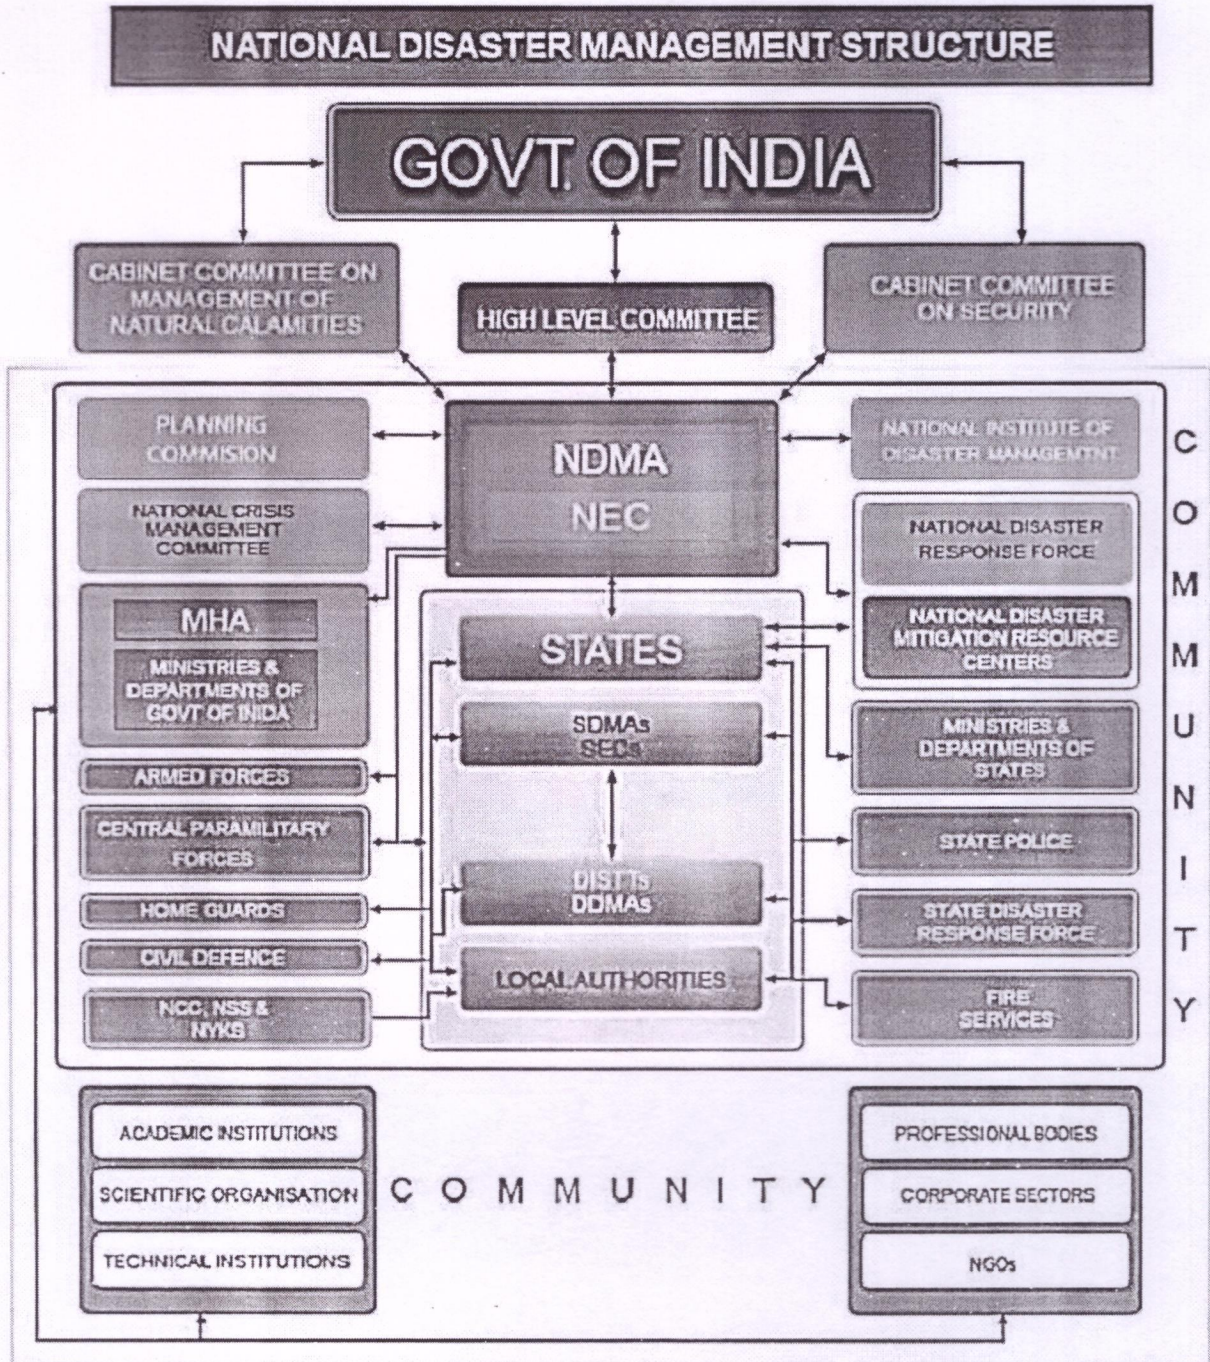 NATIONAL DISASTER MANAGEMENT STRUCTURE
GOVT. OF INDIA
CABINET COMMITTEE ON
MANAGEMENT OF
NATURAL CALAMITIES
HIGH LEVEL COMMITTEE
CABINET COMMITTEE
ON SECURITY
PLANNING
COMMISION
NATIONAL CRISIS
MANAGEMENT
COMMITTEE
MHA
MINISTRIES &
DEPARTMENTS OF
GOVT OF INIDA
ARMED FORCES
CENTRAL PARAMILITARY
FORCES
HOME GUARDS
CIVIL DEFENCE
NCC, NSS &
NYKS
NDMA
NEC
STATES
SDMAs
SECs
DISTTs
DDMAs
LOCAL AUTHORITIES
NATIONAL INSTITUTE OF
DISASTER MANAGEMENT
NATIONAL DISASTER
RESPONSE FORCE
NATIONAL DISASTER
MITIGATION RESOURCE
CENTERS
MINISTRIES &
DEPARTMENTS OF
STATES
STATE POLICE
STATE DISASTER
RESPONSE FORCE
FIRE
SERVICES
COMMUNITY
ACADEMIC INSTITUTIONS
SCIENTIFIC ORGANISATION
TECHNICAL INSTITUTIONS
COMMUNITY
PROFESSIONAL BODIES
CORPORATE SECTORS
NGOs